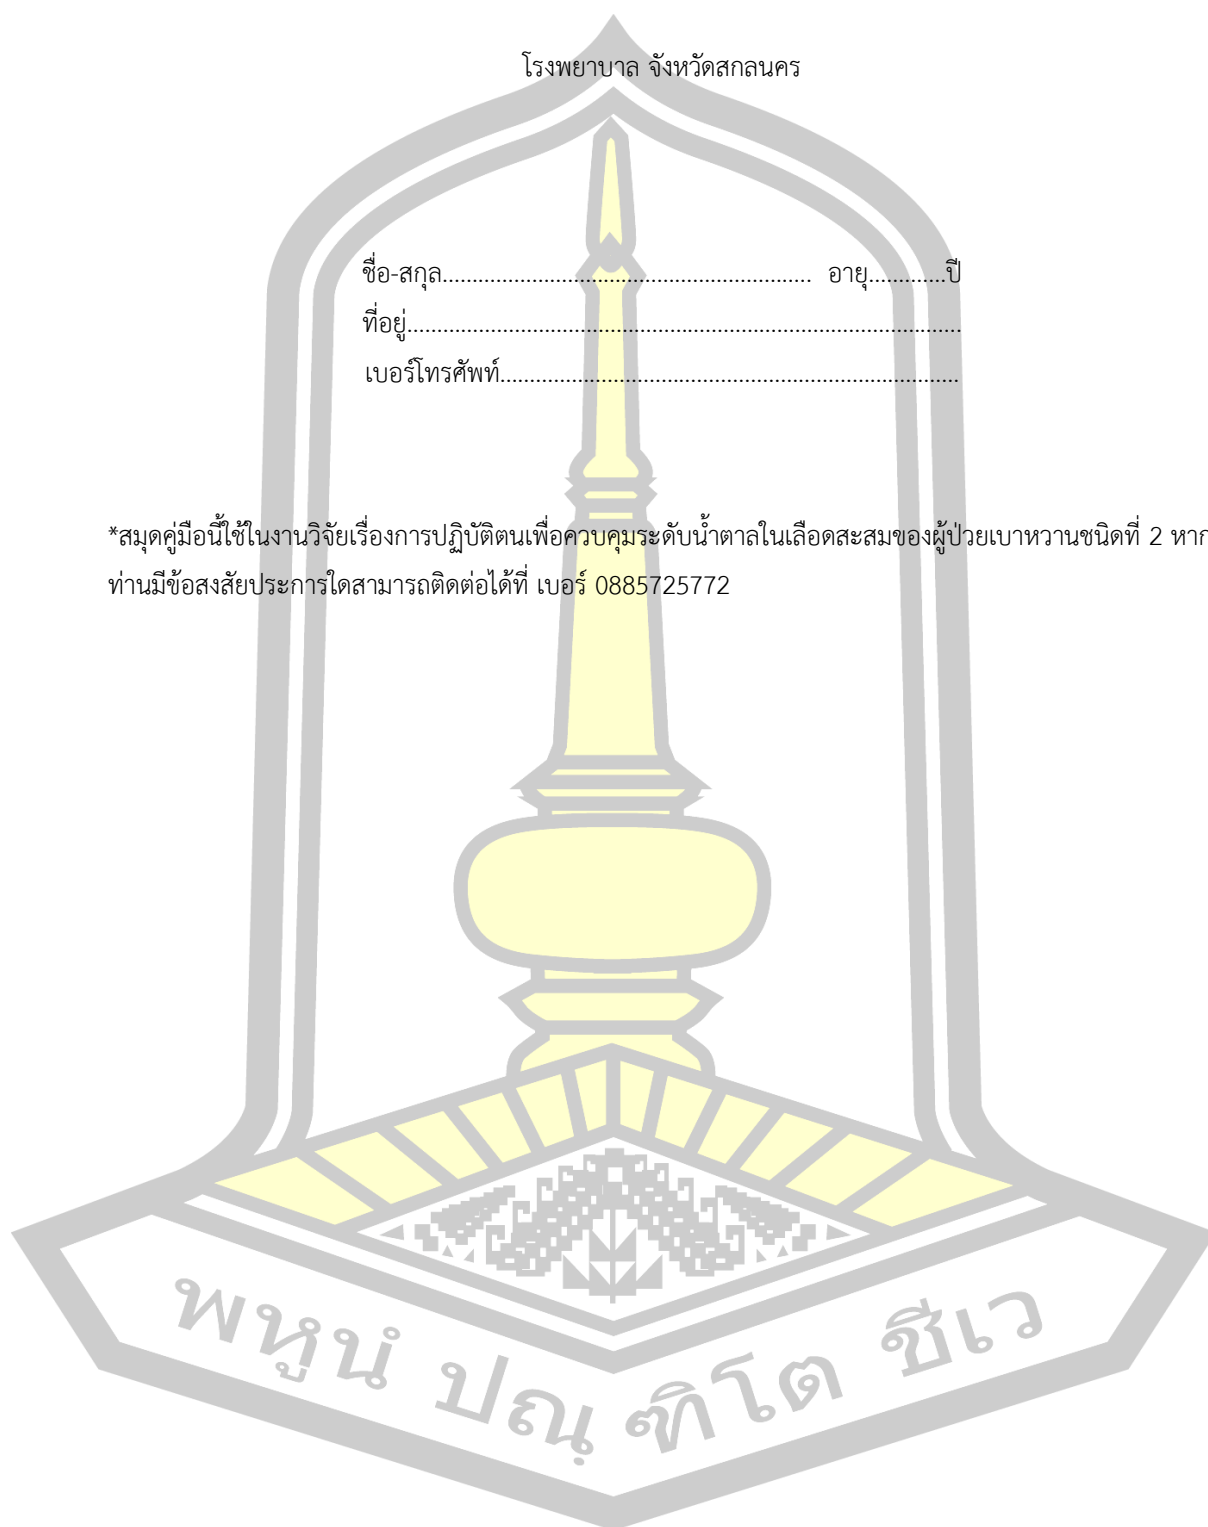 โรงพยาบาล จังหวัดสกลนคร
ชื่อ-สกุล.............................................................. อายุ.............ปี
ที่อยู่.............................................................................................
เบอร์โทรศัพท์.............................................................................
*สมุดคู่มือนี้ใช้ในงานวิจัยเรื่องการปฏิบัติตนเพื่อควบคุมระดับน้ำตาลในเลือดสะสมของผู้ป่วยเบาหวานชนิดที่ 2 หาก
ท่านมีข้อสงสัยประการใดสามารถติดต่อได้ที่ เบอร์ 0885725772
พหูนํ ปณฺฑิโต ชีเว